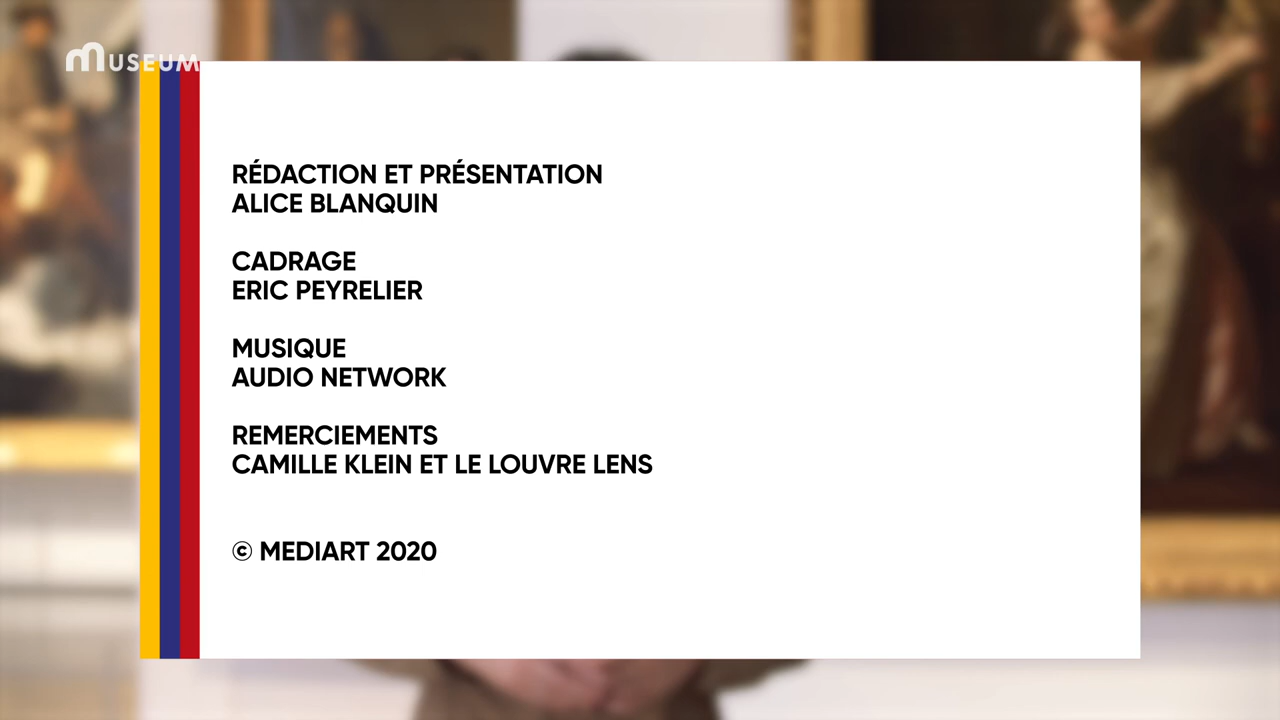 MUSEUM
RÉDACTION ET PRÉSENTATION
ALICE BLANQUIN
CADRAGE
ERIC PEYRELIER
MUSIQUE
AUDIO NETWORK
REMERCIEMENTS
CAMILLE KLEIN ET LE LOUVRE LENS
© MEDIART 2020